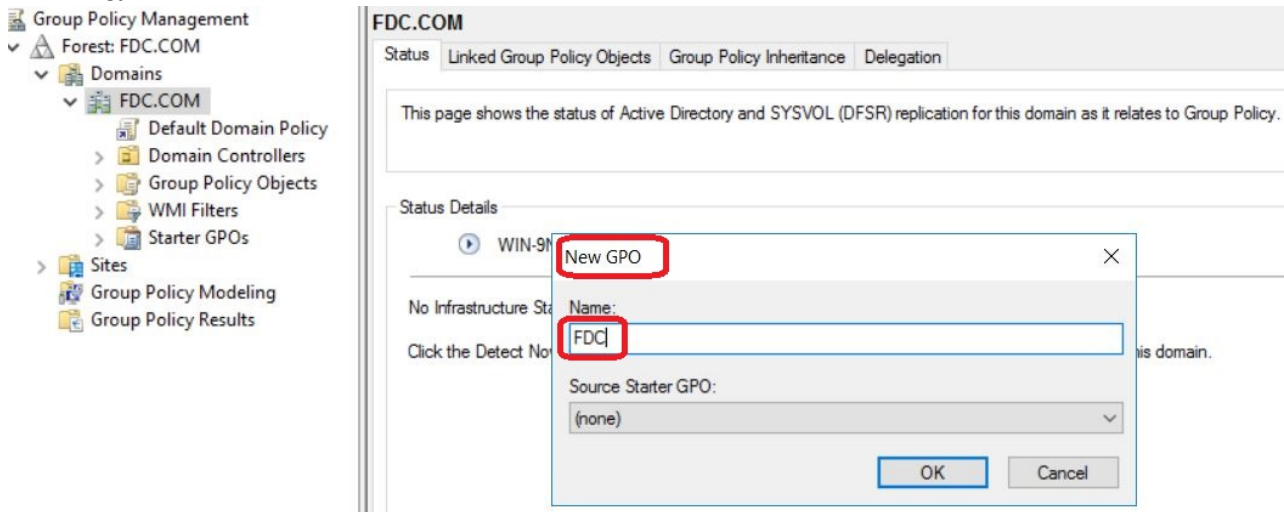 Group Policy Management
Forest: FDC.COM
Domains
FDC.COM
Default Domain Policy
Domain Controllers
Group Policy Objects
WMI Filters
Starter GPOs
Sites
Group Policy Modeling
Group Policy Results
FDC.COM
Status Linked Group Policy Objects Group Policy Inheritance Delegation
This page shows the status of Active Directory and SYSVOL (DFSR) replication for this domain as it relates to Group Policy.
Status Details
WIN-9
No Infrastructure
Click the Detect
is domain.
New GPO
Name:
FDC
Source Starter GPO:
(none)
OK Cancel